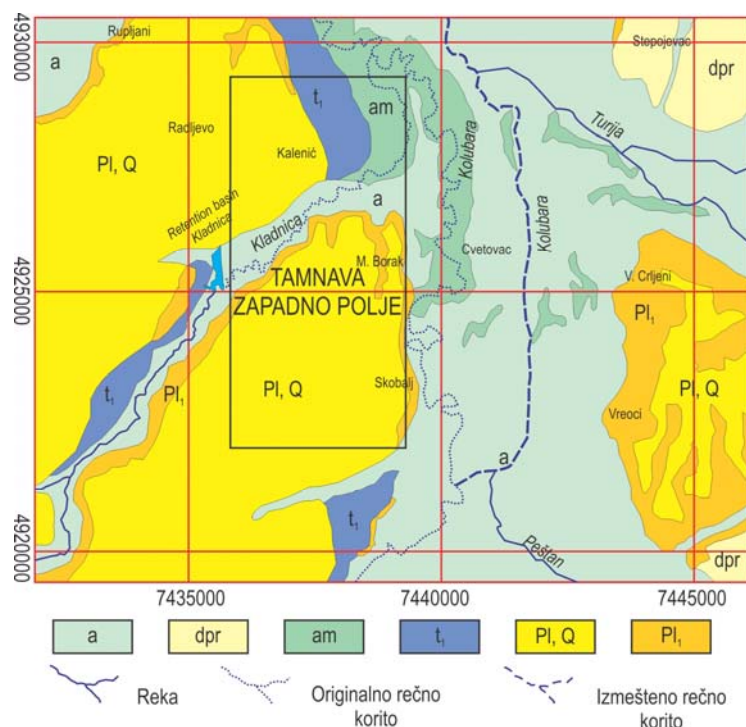 4930000
Rupljani
Stepojevac
a
dpr
t₁
am
Turija
Radljevo
Kolubara
Kalenić
Pl, Q
a
Retention basin
Kladnica
Kladnica
Kolubara
Cvetovac
M. Borak
V. Crljeni
4925000
TAMNAVA
ZAPADNO POLJE
Pl₁
t₁
Pl₁
Pl, Q
Skobalj
Pl, Q
Vreoci
a
t₁
Peštan
4920000
dpr
7435000
7440000
7445000
a
dpr
am
t₁
Pl, Q
Pl₁
Reka
Originalno rečno
korito
Izmešteno rečno
korito